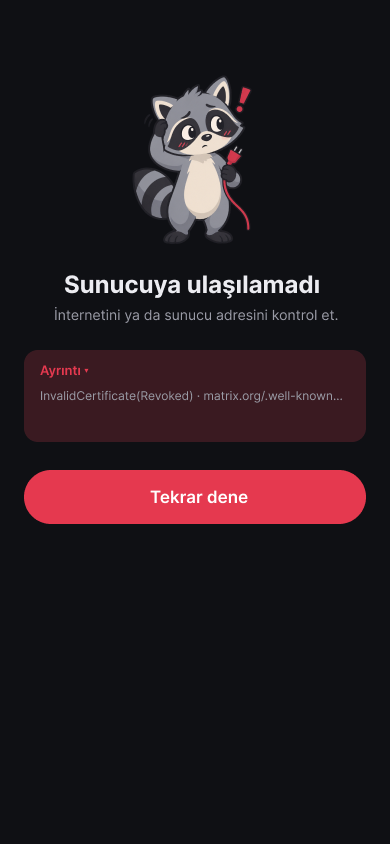 Sunucuya ulaşılamadı
İnternetini ya da sunucu adresini kontrol et.
Ayrıntı ▾
InvalidCertificate(Revoked) · matrix.org/.well-known...
Tekrar dene